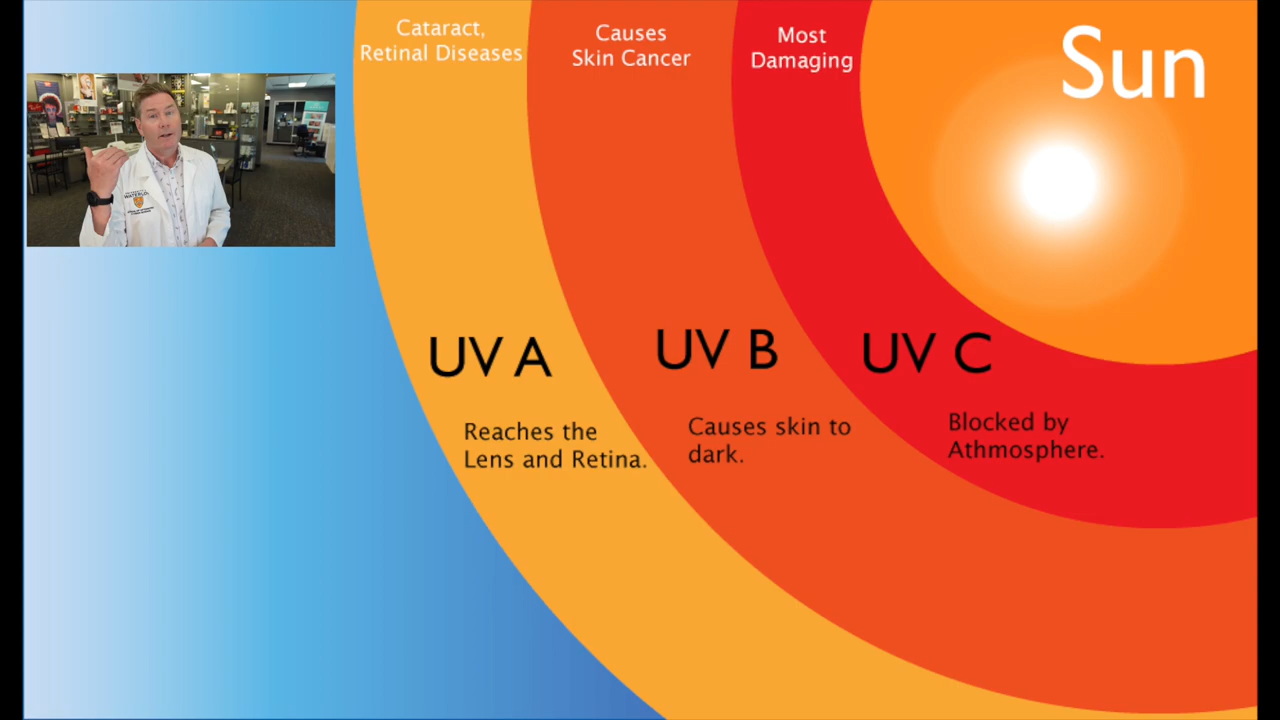 Cataract,
Retinal Diseases
Causes
Skin Cancer
Most
Damaging
Sun
WATERLOO
UV A
UV B
UV C
Reaches the
Lens and Retina.
Causes skin to
dark.
Blocked by
Athmosphere.